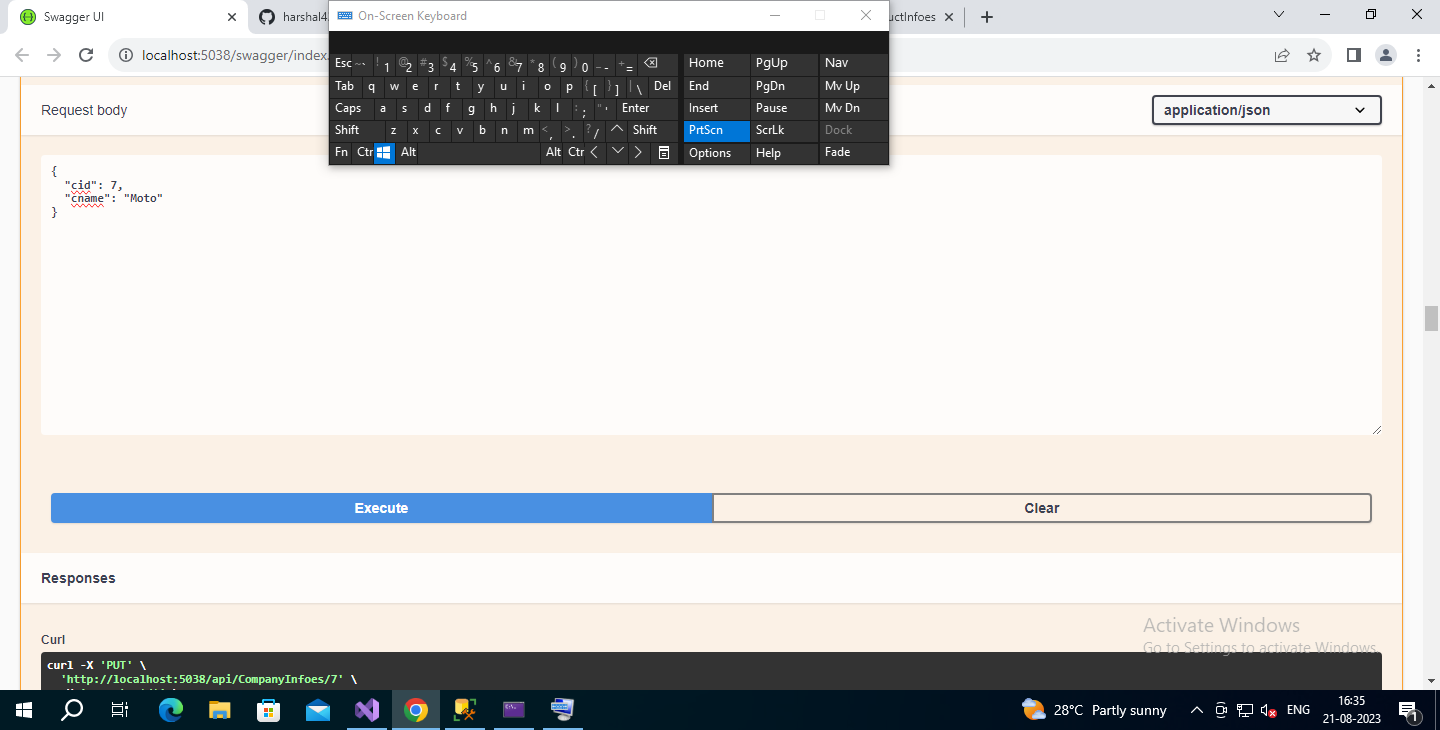 Swagger UI
harshal4
On-Screen Keyboard
uctInfoes
localhost:5038/swagger/index.
Esc ~ ` ! 1 @ 2 # 3 $ 4 % 5 ^ 6 & 7 * 8 ( 9 ) 0 _ - + = Home PgUp Nav
Tab q w e r t y u i o p { [ } ] | \ Del End PgDn Mv Up
Caps a s d f g h j k l : ; " ' Enter Insert Pause Mv Dn
Shift z x c v b n m < , > . ? / Shift PrtScn ScrLk Dock
Fn Ctr Alt Alt Ctr Options Help Fade
Request body
application/json
{
"cid": 7,
"cname": "Moto"
}
Execute
Clear
Responses
Curl
curl -X 'PUT' \
'http://localhost:5038/api/CompanyInfoes/7' \
Activate Windows
Go to Settings to activate Windows.
28°C Partly sunny
ENG
16:35
21-08-2023
1